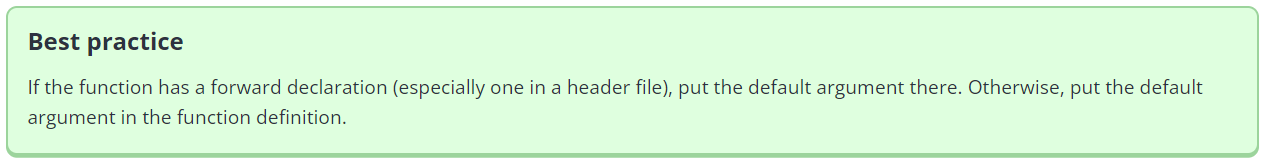 Best practice
If the function has a forward declaration (especially one in a header file), put the default argument there. Otherwise, put the default
argument in the function definition.